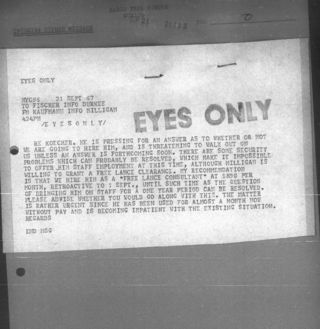 EYES ONLY
NYC#4 21 SEPT 67
TO FISCHER INFO DURKEE
FM KAUFMANN INFO MILLIGAN
424PM
/EYESONLY/
EYES ONLY
RE KOECHER. HE IS PRESSING FOR AN ANSWER AS TO WHETHER OR NOT
WE ARE GOING TO HIRE HIM, AND IS THREATENING TO WALK OUT ON
US UNLESS AN ANSWER IS FORTHCOMING SOON. THERE ARE SOME SECURITY
PROBLEMS WHICH CAN PROBABLY BE RESOLVED, WHICH MAKE IT IMPOSSIBLE
TO OFFER HIM STAFF EMPLOYMENT AT THIS TIME, ALTHOUGH MILLIGAN IS
WILLING TO GRANT A FREE LANCE CLEARANCE. MY RECOMMENDATION
IS THAT WE HIRE HIM AS A "FREE LANCE CONSULTANT" AT PER
MONTH, RETROACTIVE TO 1 SEPT., UNTIL SUCH TIME AS THE QUESTION
OF BRINGING HIM ON STAFF FOR A ONE YEAR PERIOD CAN BE RESOLVED.
PLEASE ADVISE WHETHER YOU WOULD GO ALONG WITH THIS. THE MATTER
IS RATHER URGENT SINCE HE HAS BEEN USED FOR ALMOST A MONTH NOW
WITHOUT PAY AND IS BECOMING IMPATIENT WITH THE EXISTING SITUATION.
REGARDS
END MSG